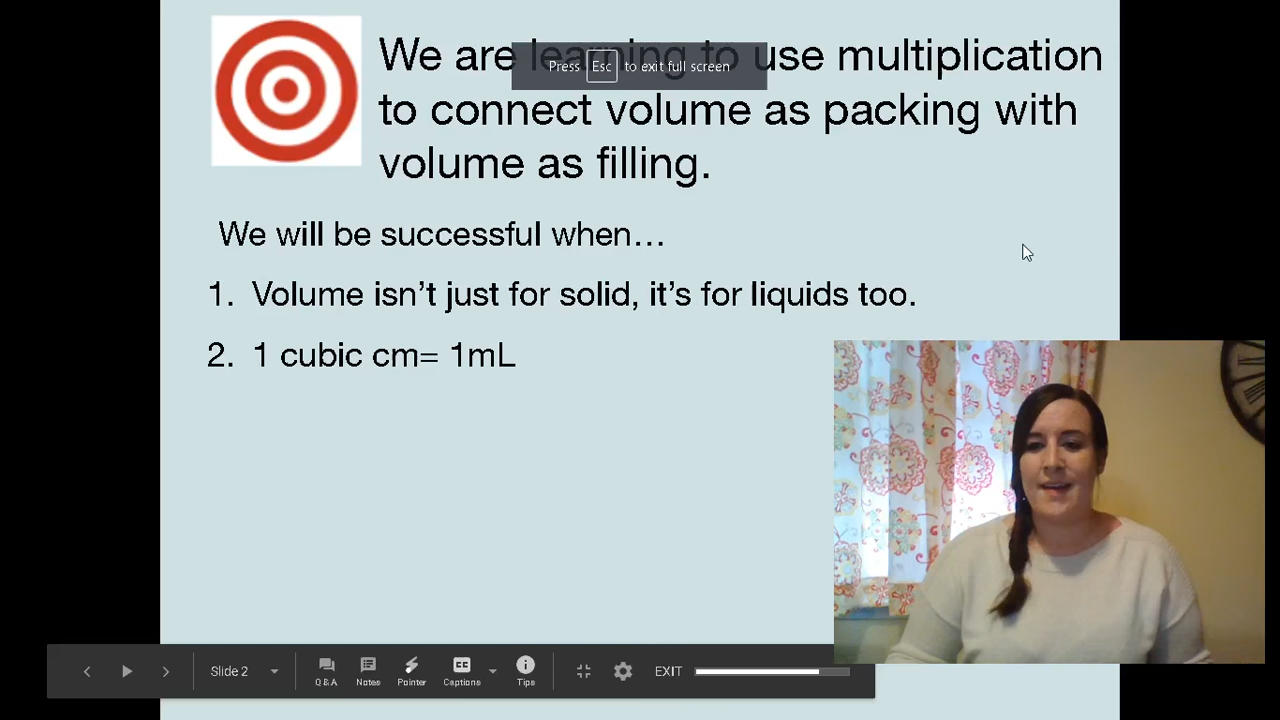 We are learning to use multiplication
Press Esc to exit full screen
to connect volume as packing with
volume as filling.
We will be successful when…
1. Volume isn't just for solid, it's for liquids too.
2. 1 cubic cm= 1mL
Slide 2
Q & A
Notes
Pointer
Captions
Tips
EXIT